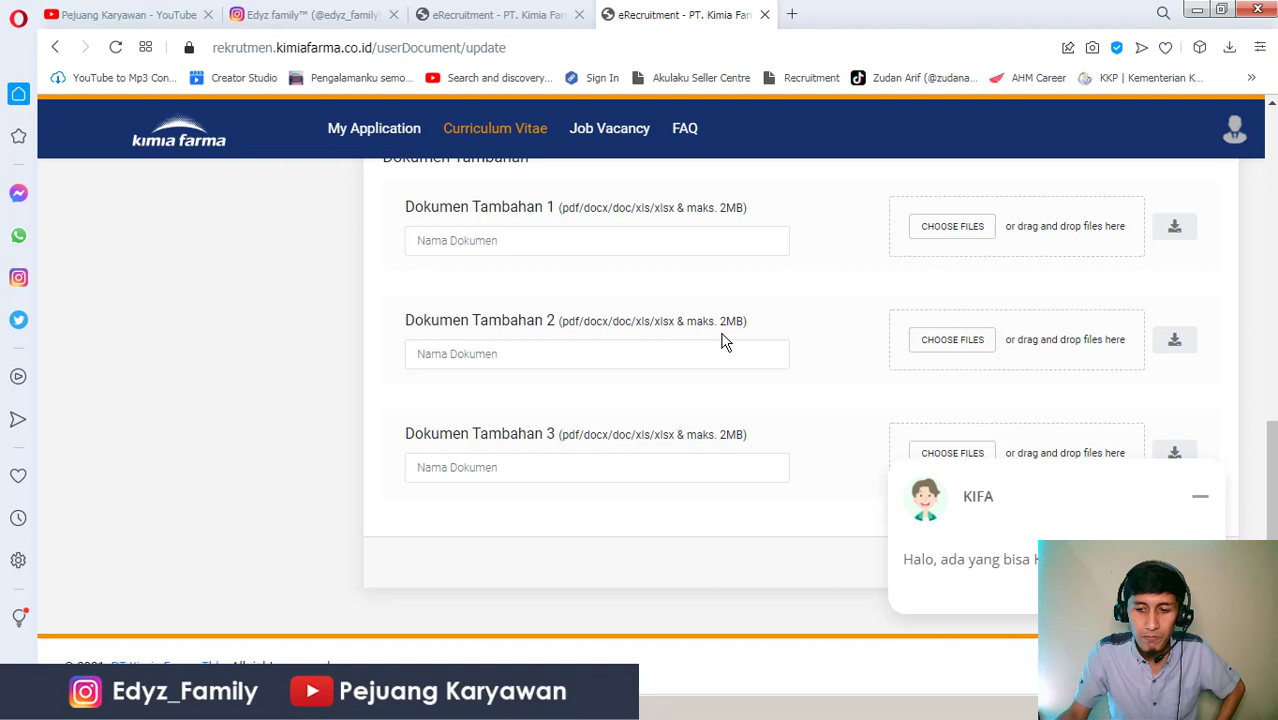 Pejuang Karyawan - YouTube
Edyz family™ (@edyz_family)
eRecruitment - PT. Kimia Far
eRecruitment - PT. Kimia Far
rekrutmen.kimiafarma.co.id/userDocument/update
YouTube to Mp3 Con...
Creator Studio
Pengalamanku semo...
Search and discovery...
Sign In
Akulaku Seller Centre
Recruitment
Zudan Arif (@zudana...
AHM Career
KKP | Kementerian K...
kimia farma
My Application
Curriculum Vitae
Job Vacancy
FAQ
Dokumen Tambahan
Dokumen Tambahan 1 (pdf/docx/doc/xls/xlsx & maks. 2MB)
Nama Dokumen
CHOOSE FILES or drag and drop files here
Dokumen Tambahan 2 (pdf/docx/doc/xls/xlsx & maks. 2MB)
Nama Dokumen
CHOOSE FILES or drag and drop files here
Dokumen Tambahan 3 (pdf/docx/doc/xls/xlsx & maks. 2MB)
Nama Dokumen
CHOOSE FILES or drag and drop files here
KIFA
Halo, ada yang bisa K
Edyz_Family
Pejuang Karyawan